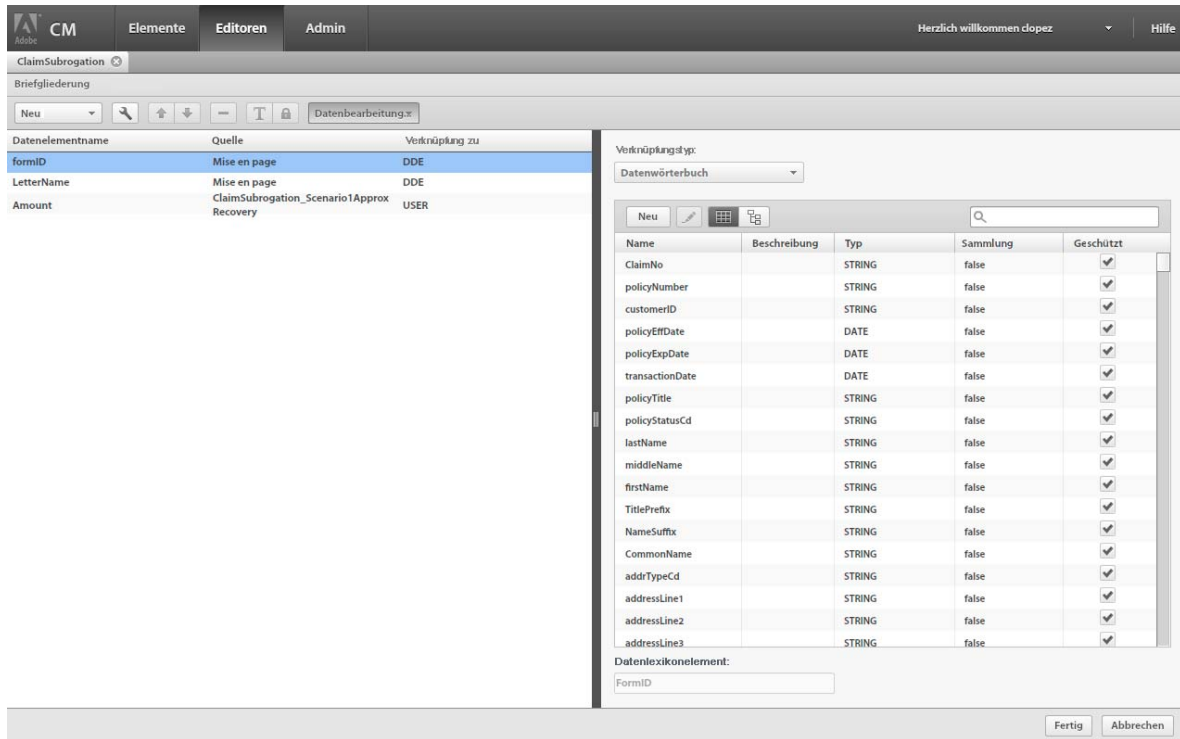 Adobe CM Elemente Editoren Admin Herzlich willkommen clopez Hilfe
ClaimSubrogation
Briefgliederung
Neu T Datenbearbeitung
Datenelementname Quelle Verknüpfung zu
formID Mise en page DDE
LetterName Mise en page DDE
Amount ClaimSubrogation_Scenario1Approx USER
Recovery
Verknüpfungstyp:
Datenwörterbuch
Neu
Name Beschreibung Typ Sammlung Geschützt
ClaimNo STRING false
policyNumber STRING false
customerID STRING false
policyEffDate DATE false
policyExpDate DATE false
transactionDate DATE false
policyTitle STRING false
policyStatusCd STRING false
lastName STRING false
middleName STRING false
firstName STRING false
TitlePrefix STRING false
NameSuffix STRING false
CommonName STRING false
addrTypeCd STRING false
addressLine1 STRING false
addressLine2 STRING false
addressLine3 STRING false
Datenlexikonelement:
FormID
Fertig Abbrechen